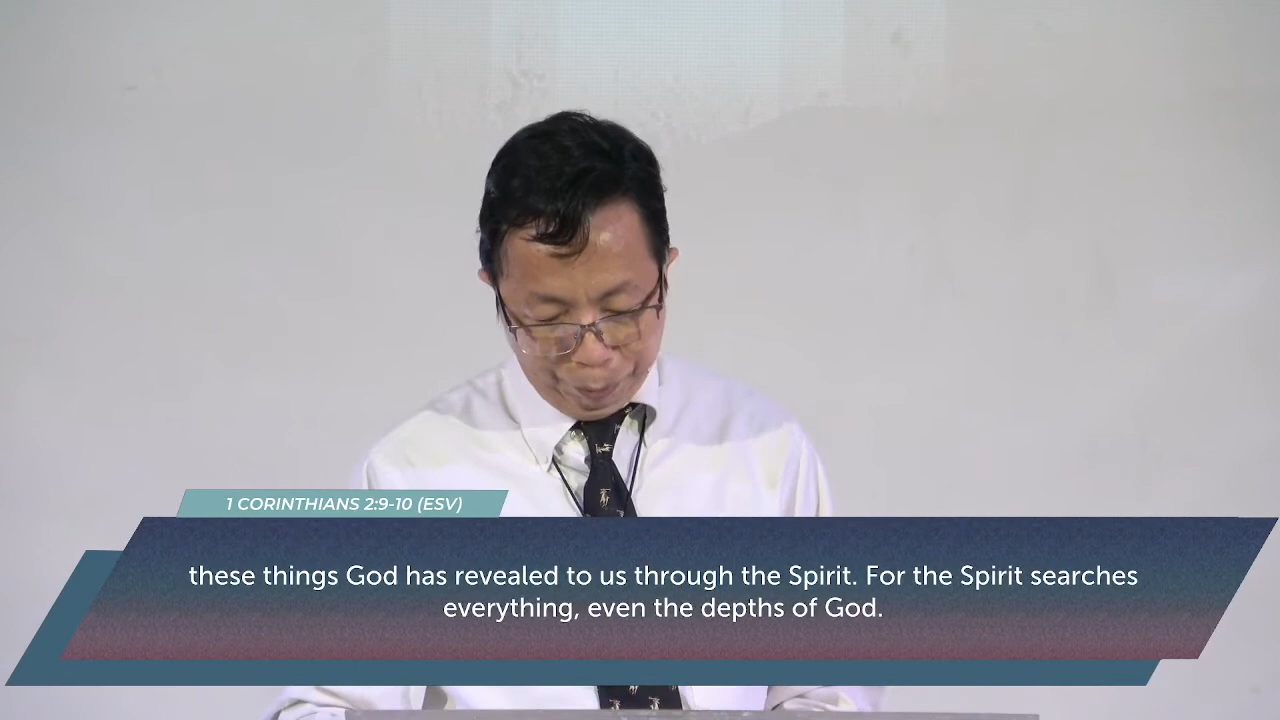 1 CORINTHIANS 2:9-10 (ESV)
these things God has revealed to us through the Spirit. For the Spirit searches
everything, even the depths of God.